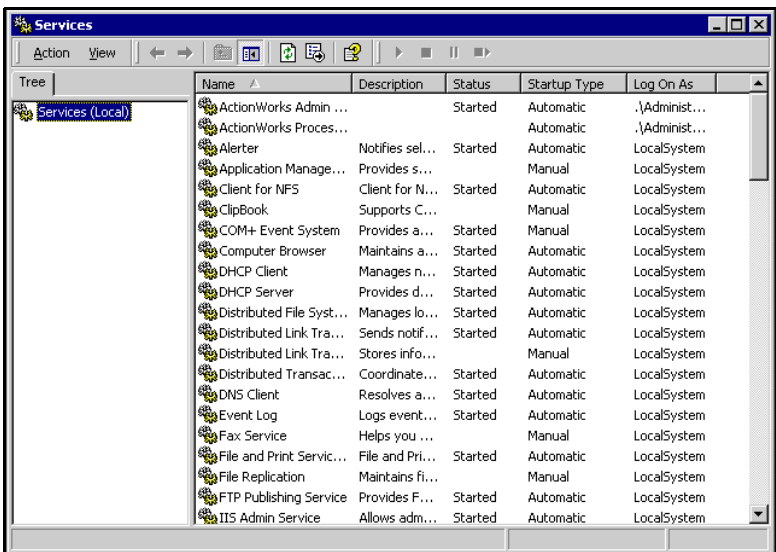 Services
Action View
Tree
Name Description Status Startup Type Log On As
Services (Local)
ActionWorks Admin ... Started Automatic .\Administ...
ActionWorks Proces... Automatic .\Administ...
Alerter Notifies sel... Started Automatic LocalSystem
Application Manage... Provides s... Manual LocalSystem
Client for NFS Client for N... Started Automatic LocalSystem
ClipBook Supports C... Manual LocalSystem
COM+ Event System Provides a... Started Manual LocalSystem
Computer Browser Maintains a... Started Automatic LocalSystem
DHCP Client Manages n... Started Automatic LocalSystem
DHCP Server Provides d... Started Automatic LocalSystem
Distributed File Syst... Manages lo... Started Automatic LocalSystem
Distributed Link Tra... Sends notif... Started Automatic LocalSystem
Distributed Link Tra... Stores info... Manual LocalSystem
Distributed Transac... Coordinate... Started Automatic LocalSystem
DNS Client Resolves a... Started Automatic LocalSystem
Event Log Logs event... Started Automatic LocalSystem
Fax Service Helps you ... Manual LocalSystem
File and Print Servic... File and Pri... Started Automatic LocalSystem
File Replication Maintains fi... Manual LocalSystem
FTP Publishing Service Provides F... Started Automatic LocalSystem
IIS Admin Service Allows adm... Started Automatic LocalSystem